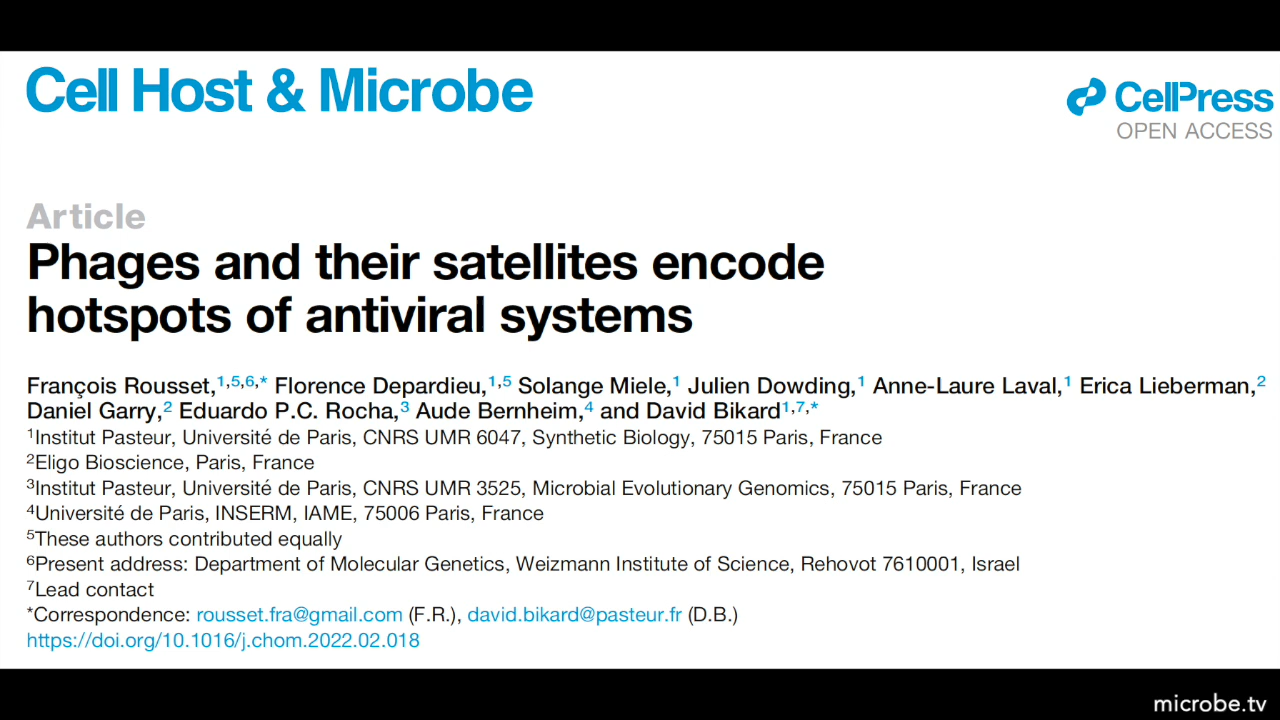 Cell Host & Microbe
CellPress
OPEN ACCESS
Article
Phages and their satellites encode
hotspots of antiviral systems
François Rousset,1,5,6,* Florence Depardieu,1,5 Solange Miele,1 Julien Dowding,1 Anne-Laure Laval,1 Erica Lieberman,2
Daniel Garry,2 Eduardo P.C. Rocha,3 Aude Bernheim,4 and David Bikard1,7,*
1Institut Pasteur, Université de Paris, CNRS UMR 6047, Synthetic Biology, 75015 Paris, France
2Eligo Bioscience, Paris, France
3Institut Pasteur, Université de Paris, CNRS UMR 3525, Microbial Evolutionary Genomics, 75015 Paris, France
4Université de Paris, INSERM, IAME, 75006 Paris, France
5These authors contributed equally
6Present address: Department of Molecular Genetics, Weizmann Institute of Science, Rehovot 7610001, Israel
7Lead contact
*Correspondence: rousset.fra@gmail.com (F.R.), david.bikard@pasteur.fr (D.B.)
https://doi.org/10.1016/j.chom.2022.02.018
microbe.tv